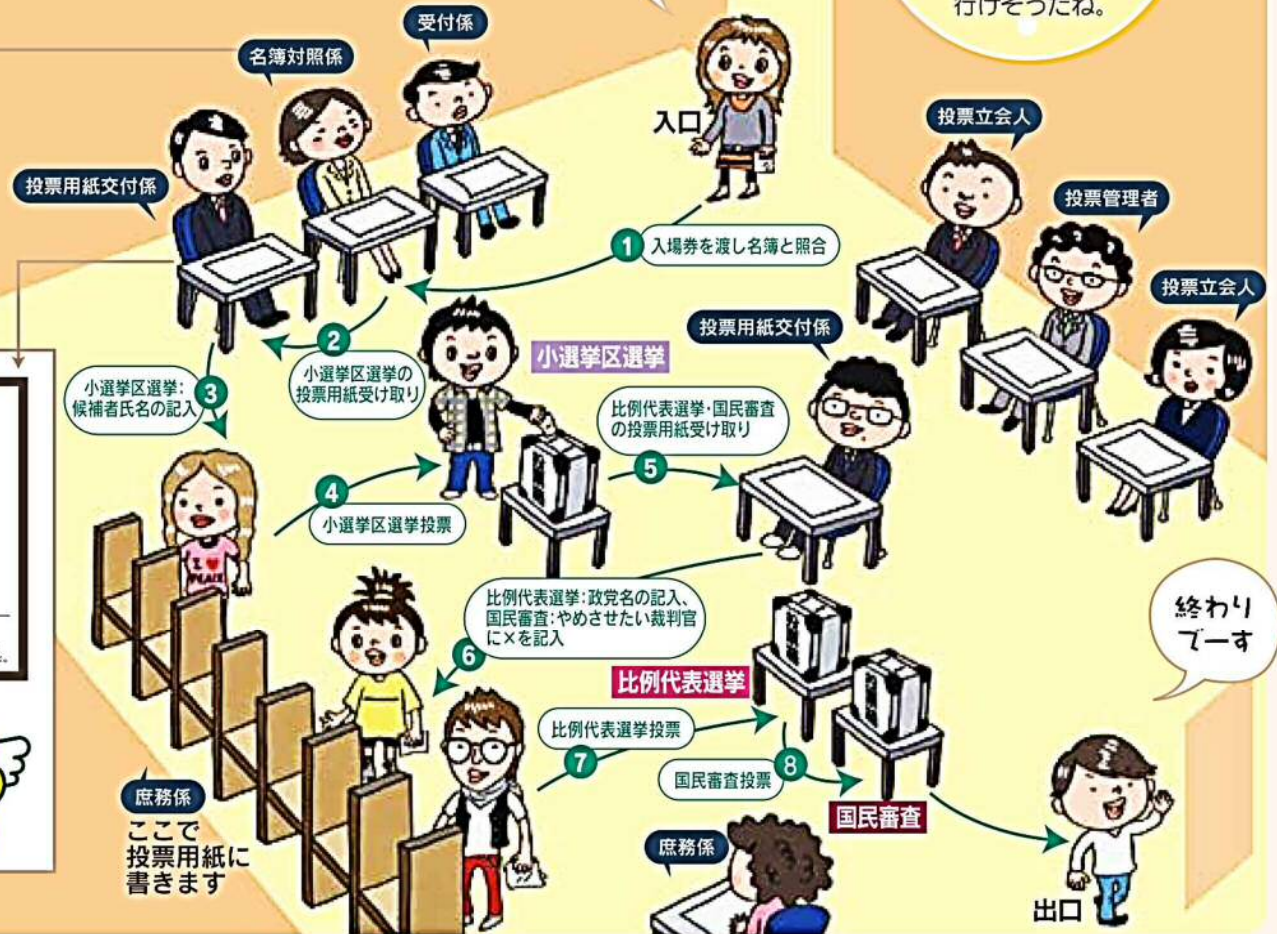 行けそうだね。
受付係
名簿対照係
投票用紙交付係
入口
投票立会人
投票管理者
投票立会人
1 入場券を渡し名簿と照合
2
小選挙区選挙の
投票用紙受け取り
3
小選挙区選挙:
候補者氏名の記入
小選挙区選挙
投票用紙交付係
4
小選挙区選挙投票
比例代表選挙・国民審査
の投票用紙受け取り
5
I ♥
PEACE
比例代表選挙:政党名の記入、
国民審査:やめさせたい裁判官
に×を記入
6
比例代表選挙
比例代表選挙投票
7
国民審査投票
8
国民審査
終わり
でーす
庶務係
ここで
投票用紙に
書きます
庶務係
出口